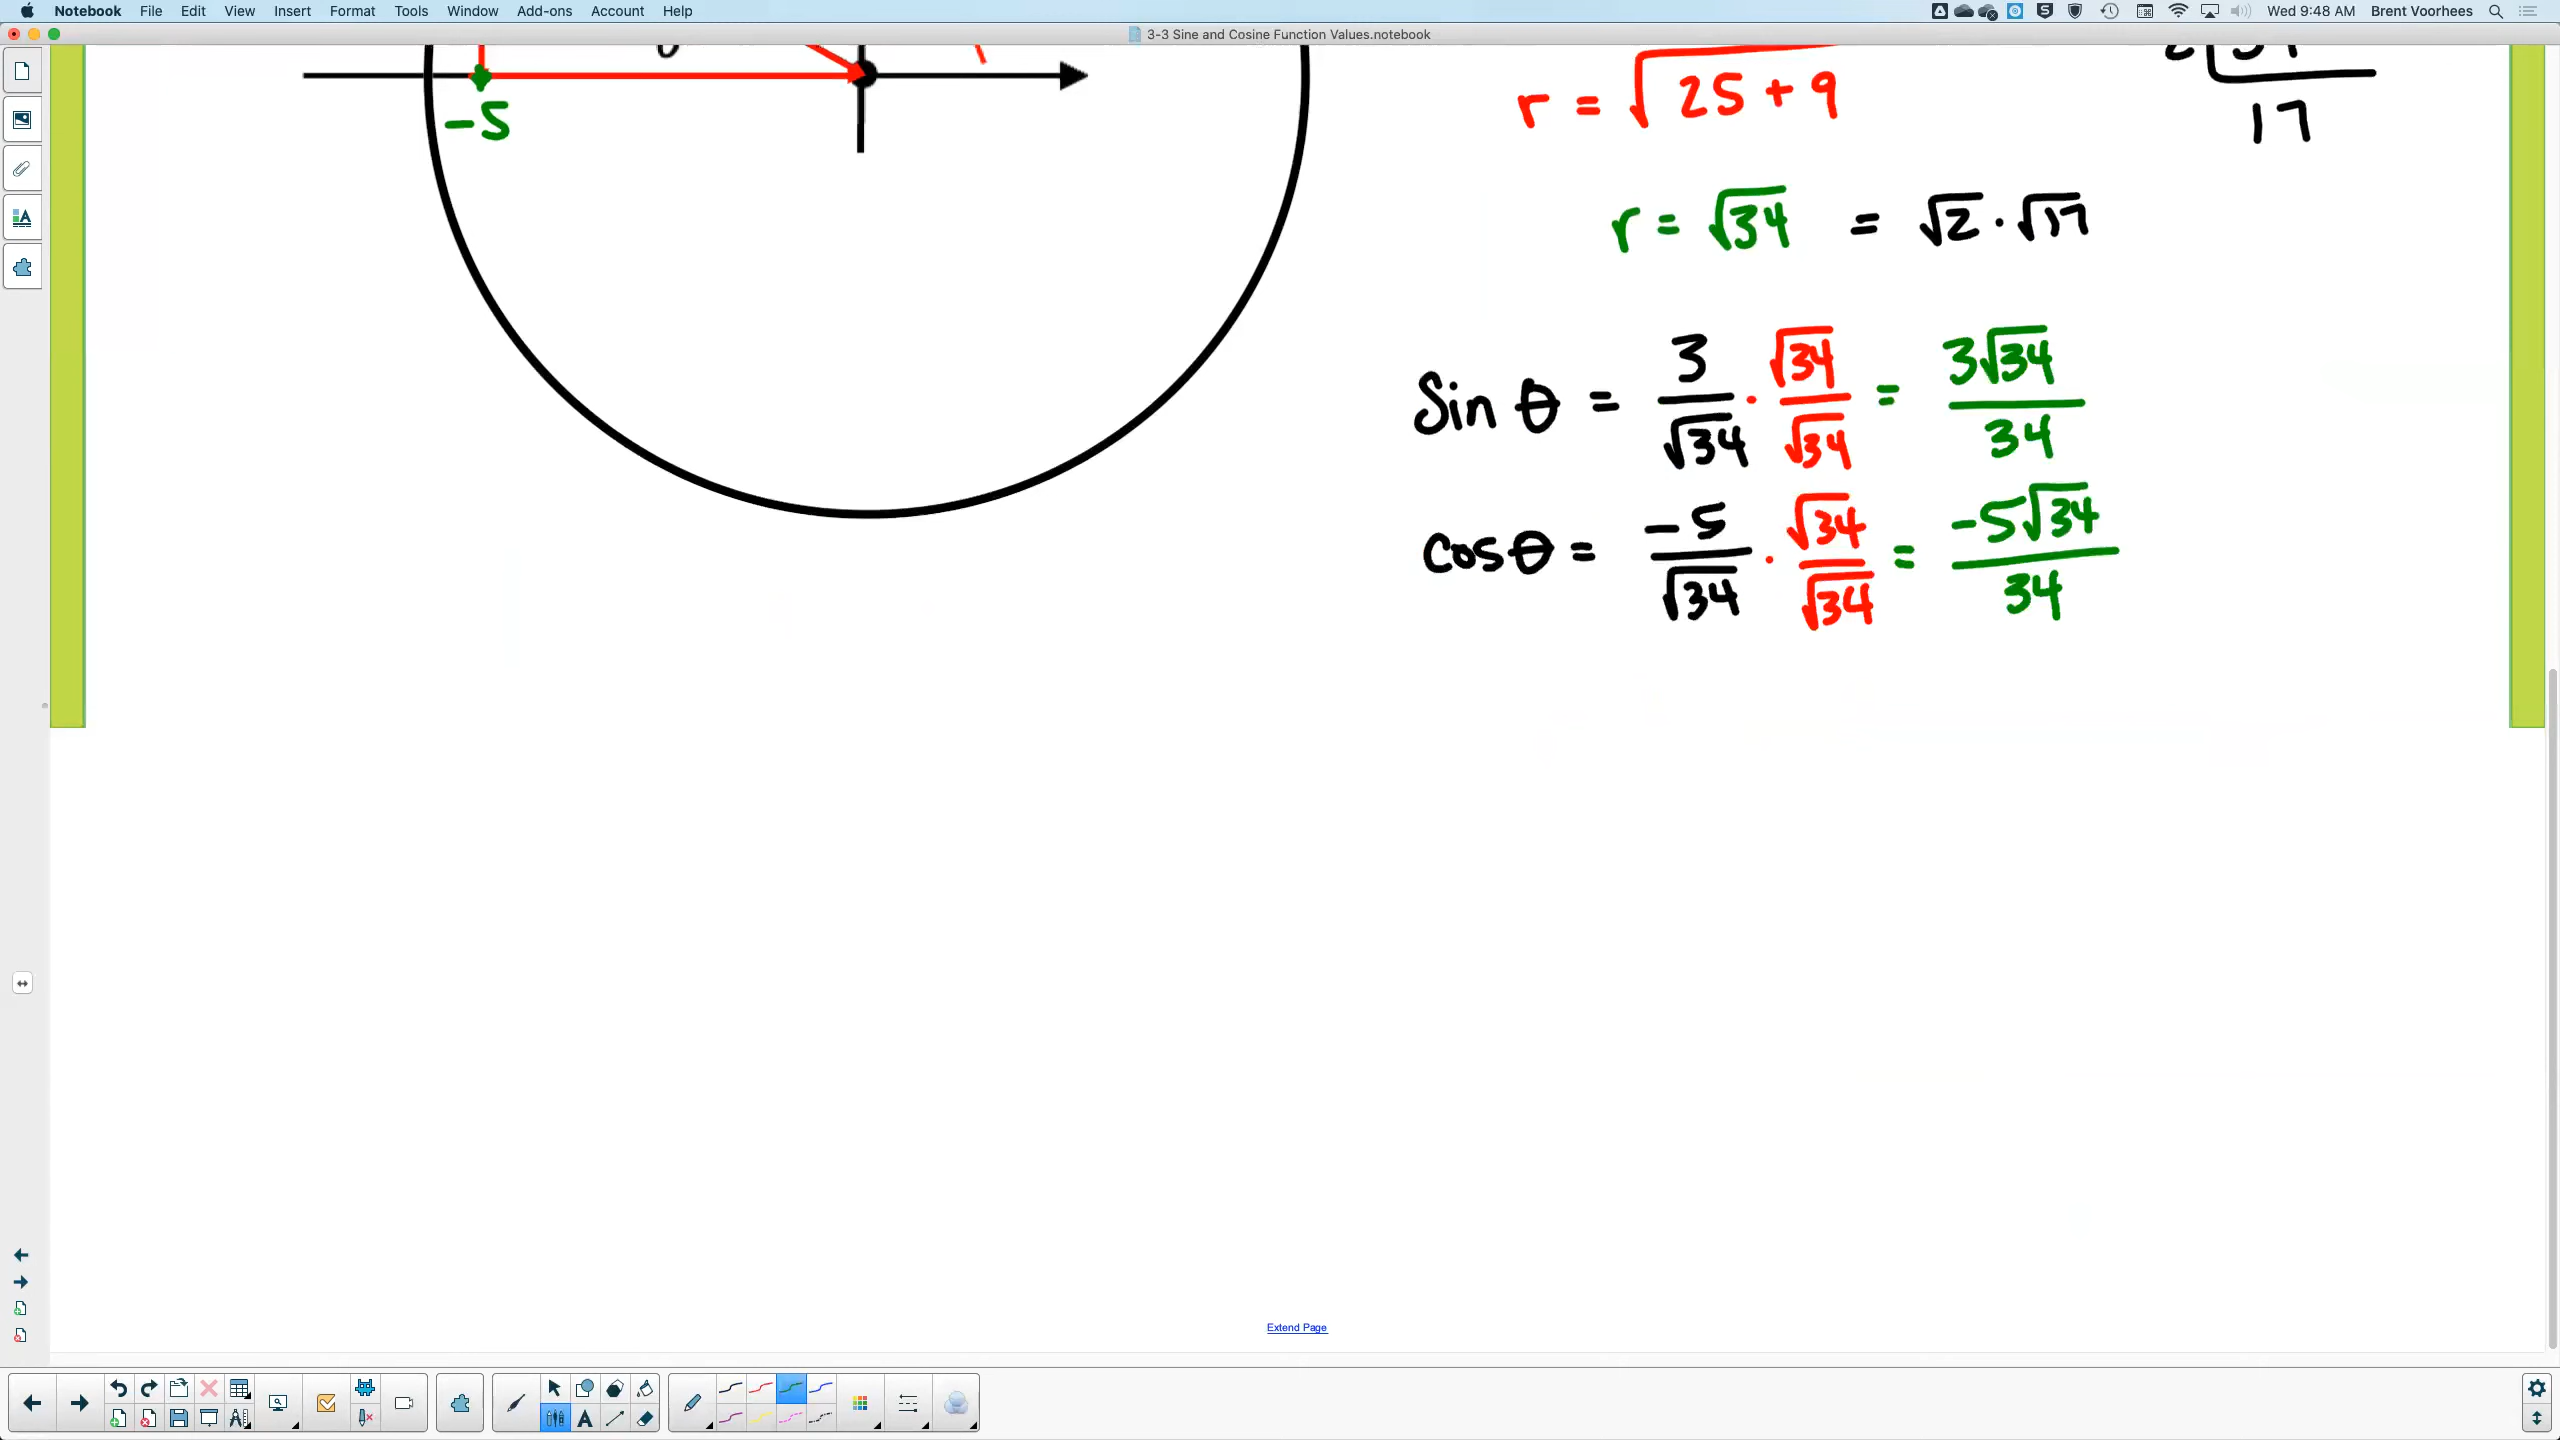 Notebook File Edit View Insert Format Tools Window Add-ons Account Help Wed 9:48 AM Brent Voorhees
3-3 Sine and Cosine Function Values.notebook
-5
r = √25 + 9
17
r = √34 = √2 · √17
Sin θ = 3/√34 · √34/√34 = 3√34/34
cos θ = -5/√34 · √34/√34 = -5√34/34
Extend Page